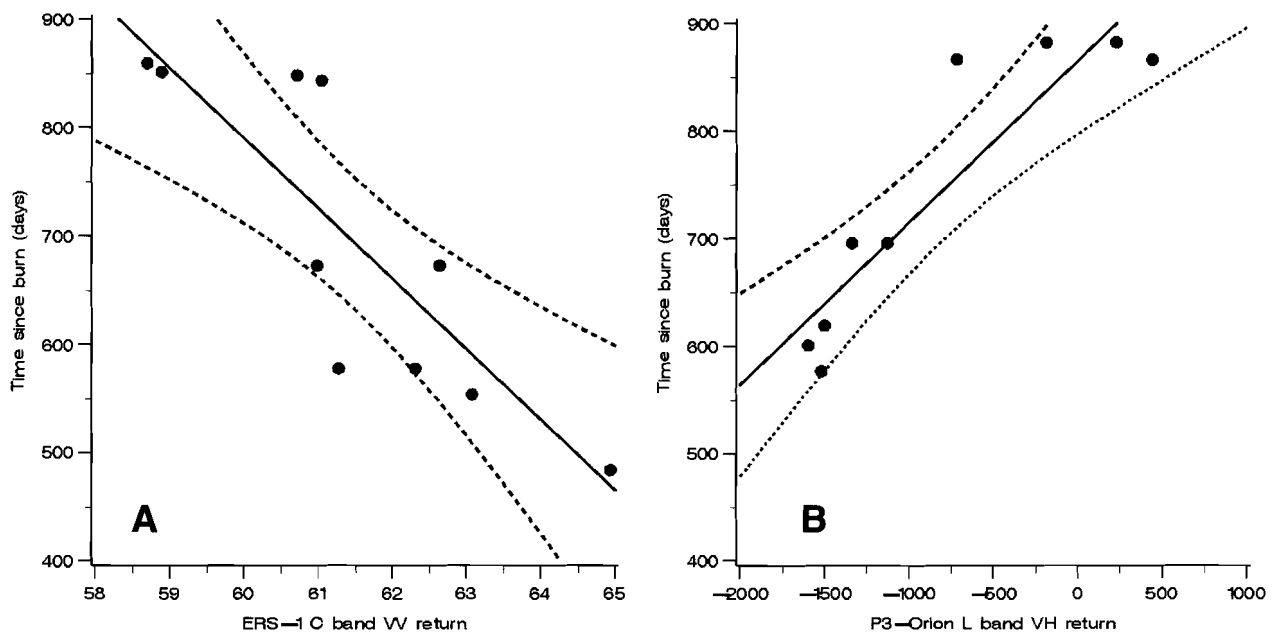 900
800
700
600
500
400
Time since burn (days)
A
58 59 60 61 62 63 64 65
ERS—1 C band VV return
900
800
700
600
500
400
Time since burn (days)
B
—2000 —1500 —1000 —500 0 500 1000
P3—Orion L band VH return